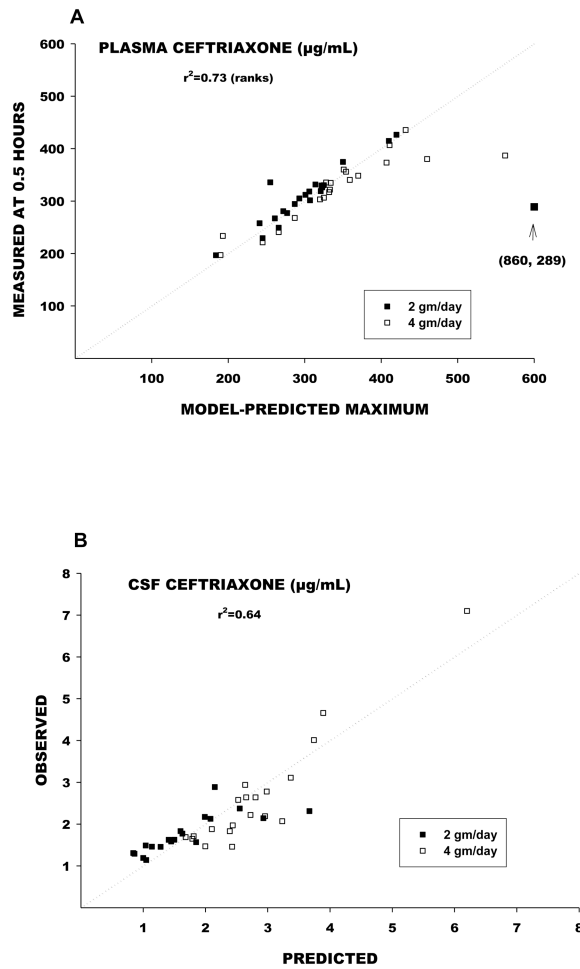 A
PLASMA CEFTRIAXONE (µg/mL)
r²=0.73 (ranks)
600
500
400
300
200
100
MEASURED AT 0.5 HOURS
(860, 289)
2 gm/day
4 gm/day
100 200 300 400 500 600
MODEL-PREDICTED MAXIMUM
B
CSF CEFTRIAXONE (µg/mL)
r²=0.64
8
7
6
5
4
3
2
1
OBSERVED
2 gm/day
4 gm/day
1 2 3 4 5 6 7 8
PREDICTED